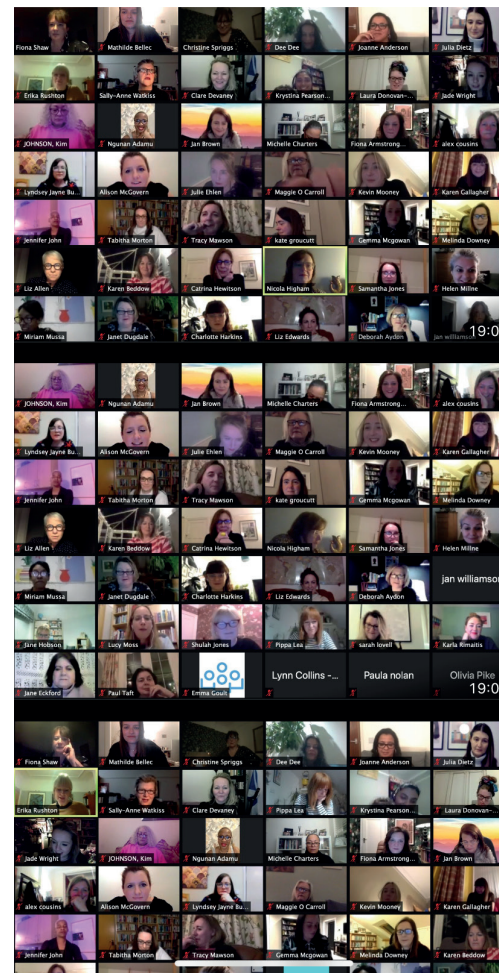 Fiona Shaw Mathilde Bellec Christine Spriggs Dee Dee Joanne Anderson Julia Dietz
Erika Rushton Sally-Anne Watkiss Clare Devaney Krystina Pearson... Laura Donovan-...  Jade Wright
JOHNSON, Kim Ngunan Adamu Jan Brown Michelle Charters Fiona Armstrong... alex cousins
Lyndsey Jayne Bu... Alison McGovern Julie Ehlen Maggie O Carroll Kevin Mooney Karen Gallagher
Jennifer John Tabitha Morton Tracy Mawson kate groucutt Gemma Mcgowan Melinda Downey
Liz Allen Karen Beddow Catrina Hewitson Nicola Higham Samantha Jones Helen Millne
Miriam Mussa Janet Dugdale Charlotte Harkins Liz Edwards Deborah Aydon jan williamson
19:0
JOHNSON, Kim Ngunan Adamu Jan Brown Michelle Charters Fiona Armstrong... alex cousins
Lyndsey Jayne Bu... Alison McGovern Julie Ehlen Maggie O Carroll Kevin Mooney Karen Gallagher
Jennifer John Tabitha Morton Tracy Mawson kate groucutt Gemma Mcgowan Melinda Downey
Liz Allen Karen Beddow Catrina Hewitson Nicola Higham Samantha Jones Helen Millne
Miriam Mussa Janet Dugdale Charlotte Harkins Liz Edwards Deborah Aydon jan williamson
Jane Hobson Lucy Moss Shulah Jones Pippa Lea sarah lovell Karla Rimaitis
Jane Eckford Paul Taft Emma Goult Lynn Collins -... Paula nolan Olivia Pike
19:0
Fiona Shaw Mathilde Bellec Christine Spriggs Dee Dee Joanne Anderson Julia Dietz
Erika Rushton Sally-Anne Watkiss Clare Devaney Pippa Lea Krystina Pearson... Laura Donovan-...
Jade Wright JOHNSON, Kim Ngunan Adamu Michelle Charters Fiona Armstrong... Jan Brown
alex cousins Alison McGovern Lyndsey Jayne Bu... Maggie O Carroll Kevin Mooney Karen Gallagher
Jennifer John Tabitha Morton Tracy Mawson Gemma Mcgowan Melinda Downey Karen Beddow